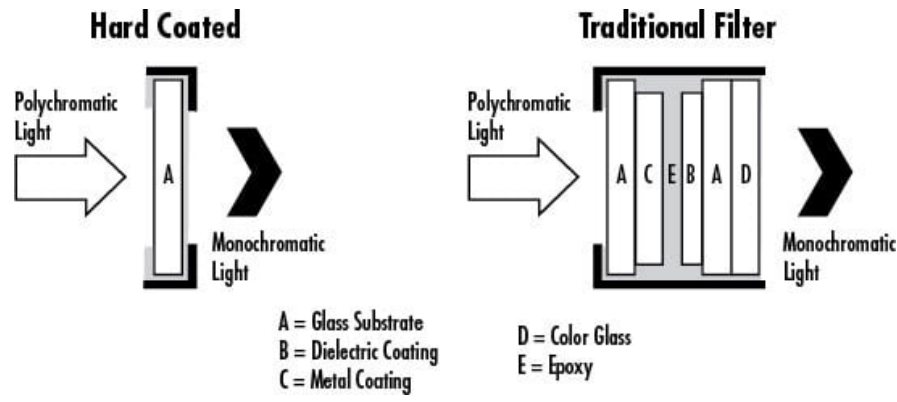 Hard Coated
Traditional Filter
Polychromatic
Light
A
Monochromatic
Light
Polychromatic
Light
A C E B A D
Monochromatic
Light
A = Glass Substrate
B = Dielectric Coating
C = Metal Coating
D = Color Glass
E = Epoxy